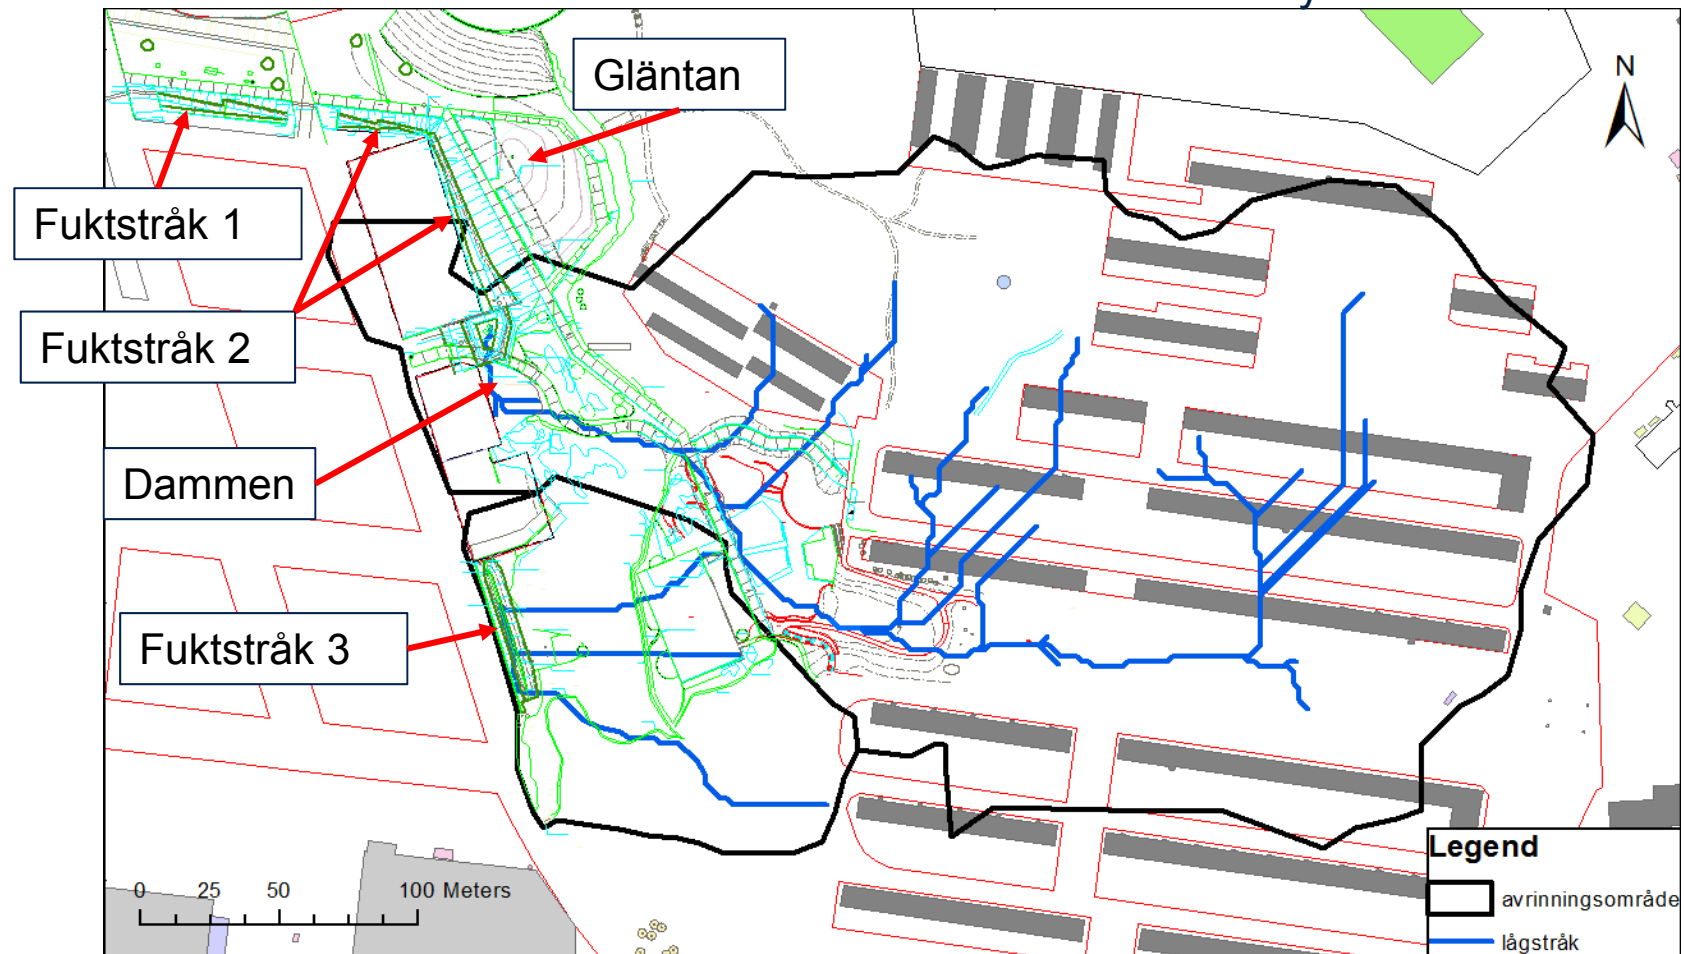 Gläntan
N
Fuktstråk 1
Fuktstråk 2
Dammen
Fuktstråk 3
Legend
avrinningsområde
lågstråk
0 25 50 100 Meters